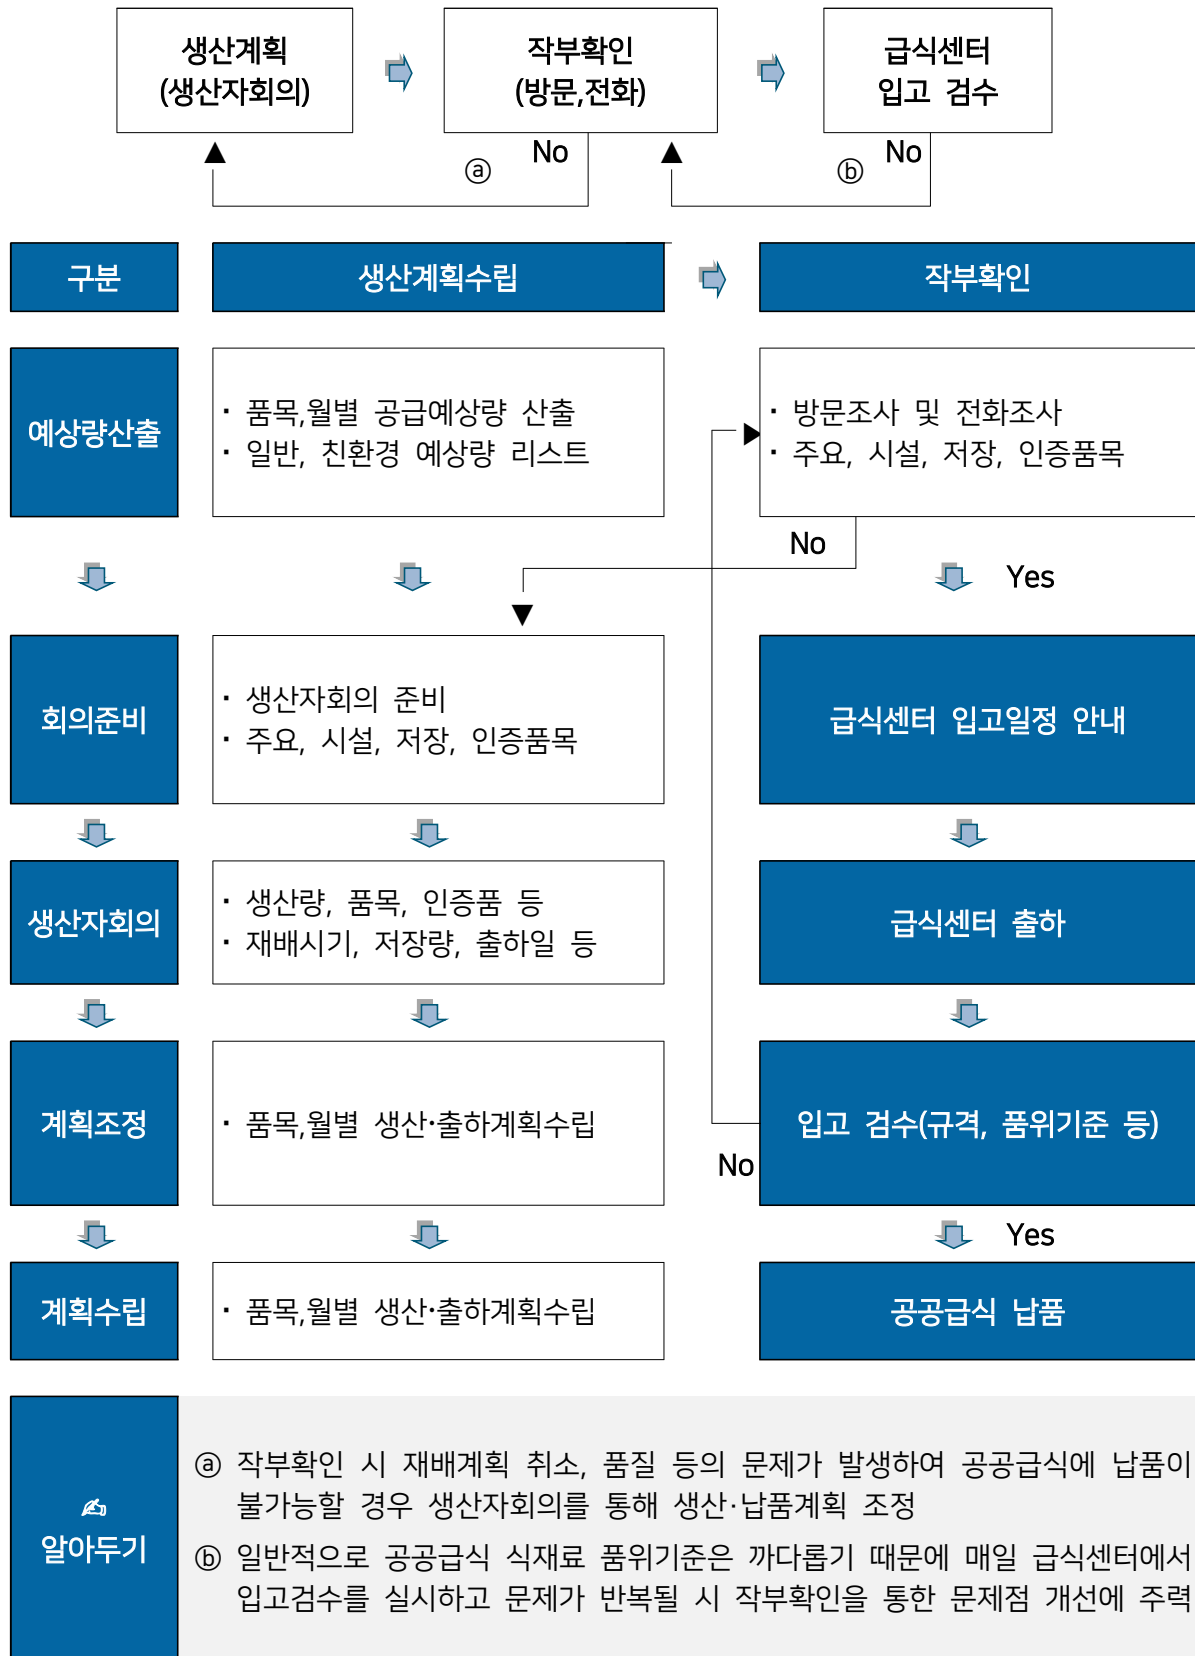 생산계획
(생산자회의)
작부확인
(방문,전화)
급식센터
입고 검수
ⓐ
No
ⓑ
No
구분
생산계획수립
작부확인
예상량산출
· 품목,월별 공급예상량 산출
· 일반, 친환경 예상량 리스트
· 방문조사 및 전화조사
· 주요, 시설, 저장, 인증품목
No
Yes
회의준비
· 생산자회의 준비
· 주요, 시설, 저장, 인증품목
급식센터 입고일정 안내
생산자회의
· 생산량, 품목, 인증품 등
· 재배시기, 저장량, 출하일 등
급식센터 출하
계획조정
· 품목,월별 생산·출하계획수립
입고 검수(규격, 품위기준 등)
No
Yes
계획수립
· 품목,월별 생산·출하계획수립
공공급식 납품
✍
알아두기
ⓐ 작부확인 시 재배계획 취소, 품질 등의 문제가 발생하여 공공급식에 납품이
불가능할 경우 생산자회의를 통해 생산·납품계획 조정
ⓑ 일반적으로 공공급식 식재료 품위기준은 까다롭기 때문에 매일 급식센터에서
입고검수를 실시하고 문제가 반복될 시 작부확인을 통한 문제점 개선에 주력